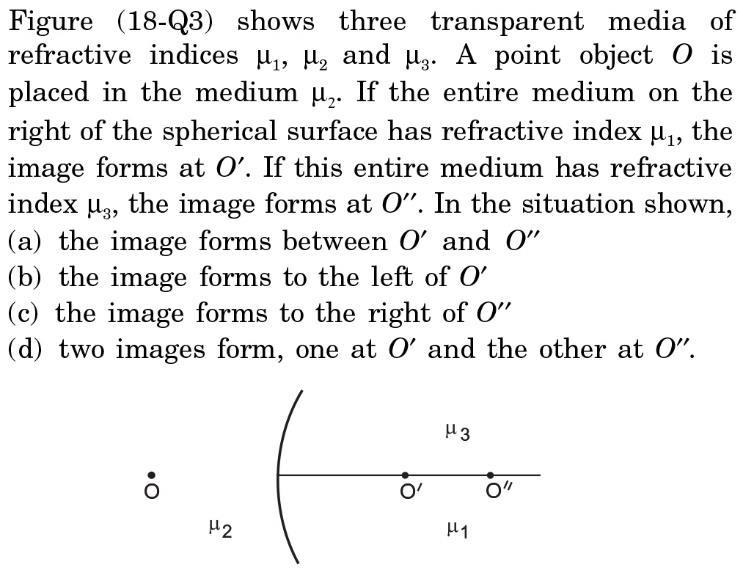 Figure (18-Q3) shows three transparent media of
refractive indices μ₁, μ₂ and μ₃. A point object O is
placed in the medium μ₂. If the entire medium on the
right of the spherical surface has refractive index μ₁, the
image forms at O′. If this entire medium has refractive
index μ₃, the image forms at O″. In the situation shown,
(a) the image forms between O′ and O″
(b) the image forms to the left of O′
(c) the image forms to the right of O″
(d) two images form, one at O′ and the other at O″.
μ3
O
O′
O″
μ2
μ1